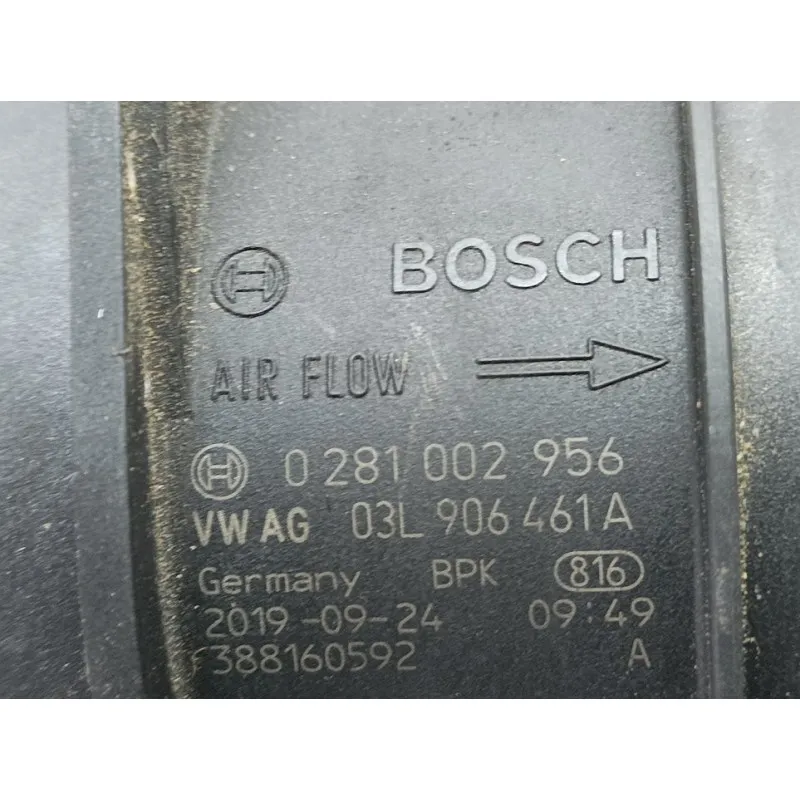 BOSCH
AIR FLOW
0 281 002 956
VW AG 03L 906 461 A
Germany BPK 816
2019-09-24 09:49
388160592 A